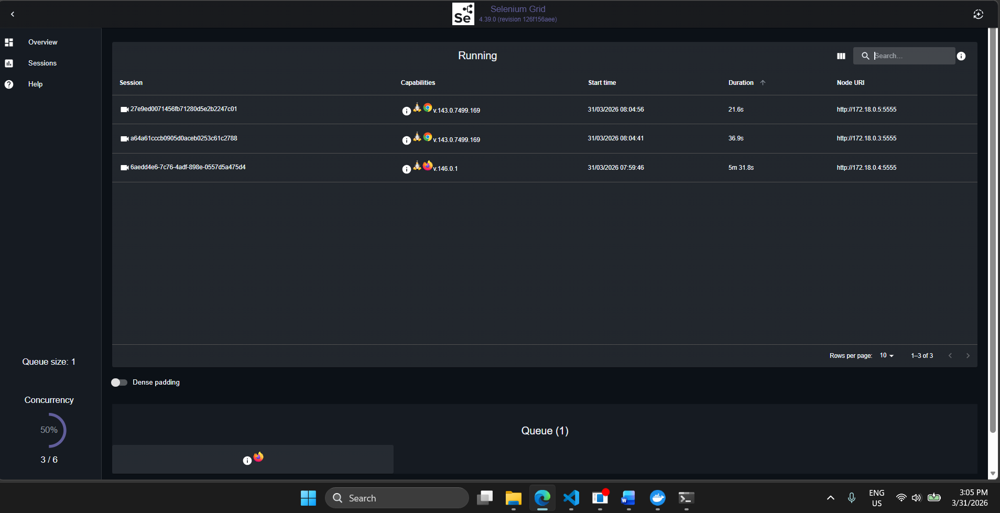 Se
Selenium Grid
4.39.0 (revision 126f156aee)
Overview
Sessions
Help
Running
Search...
Session Capabilities Start time Duration Node URI
27e9ed0071456fb71280d5e2b2247c01 v.143.0.7499.169 31/03/2026 08:04:56 21.6s http://172.18.0.5:5555
a64a61cccb0905d0aceb0253c61c2788 v.143.0.7499.169 31/03/2026 08:04:41 36.9s http://172.18.0.3:5555
6aedd4e6-7c76-4adf-898e-0557d5a475d4 v.146.0.1 31/03/2026 07:59:46 5m 31.8s http://172.18.0.4:5555
Rows per page: 10 1–3 of 3
Dense padding
Queue size: 1
Concurrency
50%
3 / 6
Queue (1)
Search
ENG
US
3:05 PM
3/31/2026